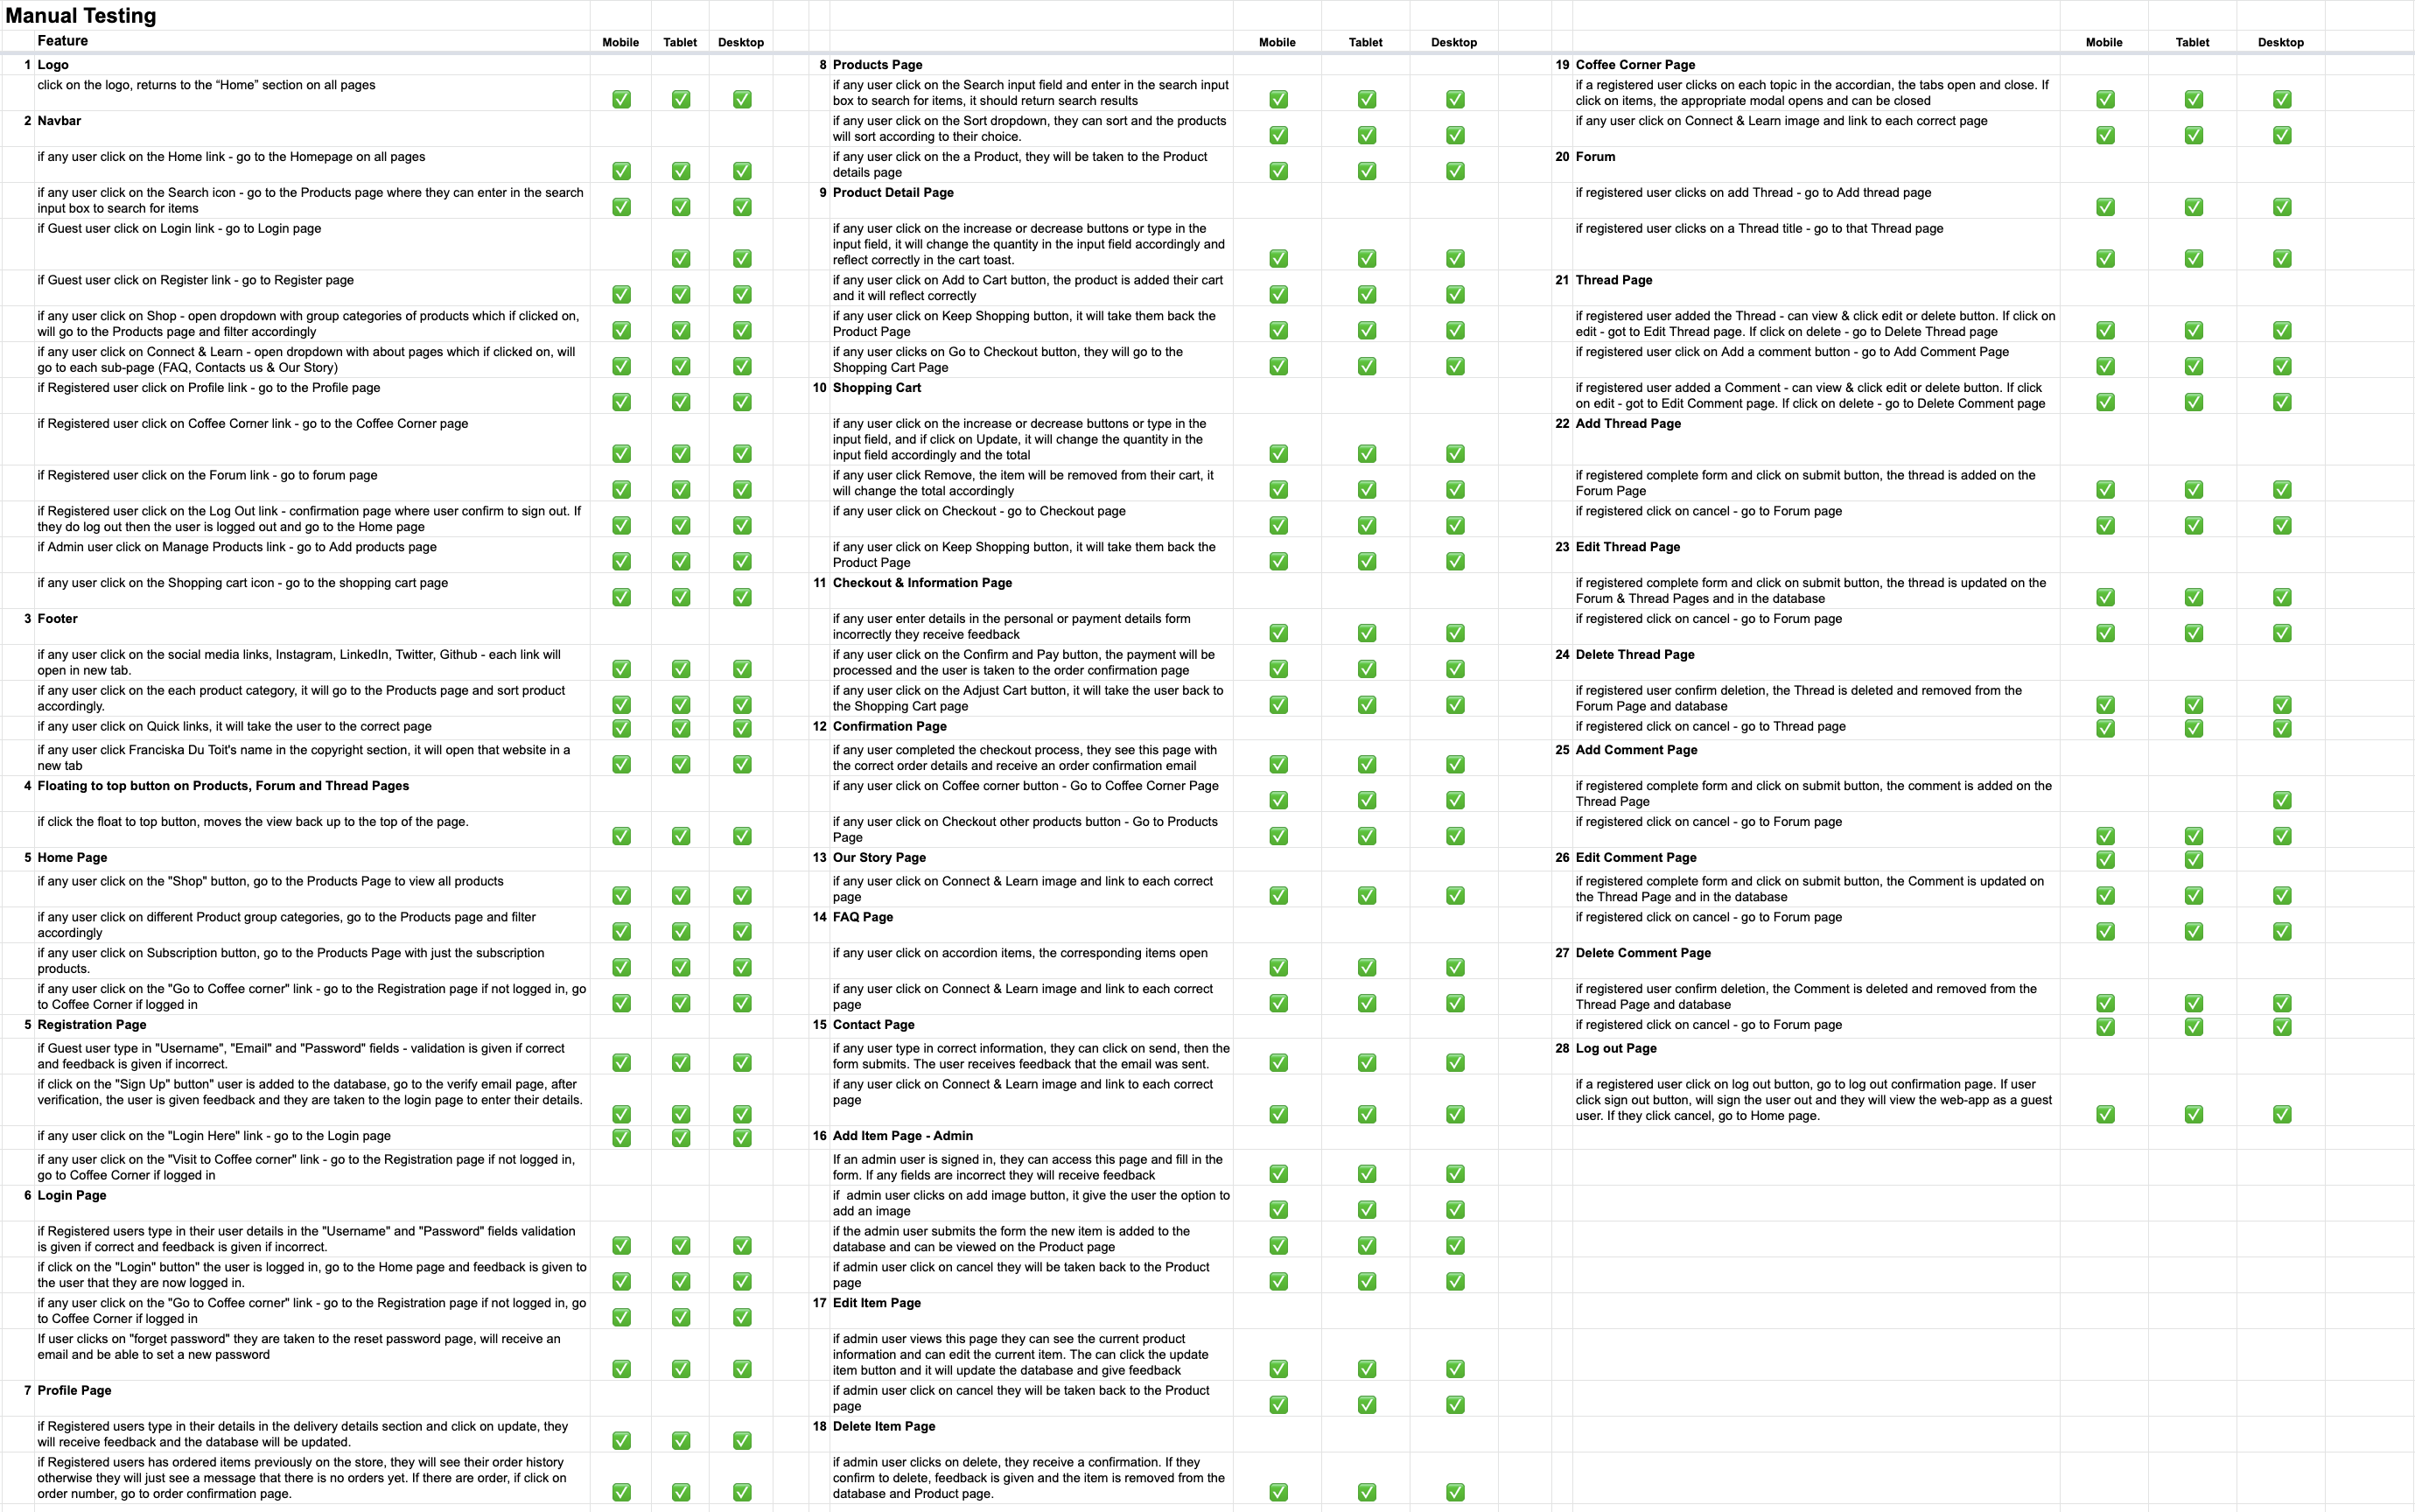 Manual Testing
Feature Mobile Tablet Desktop
1 Logo
click on the logo, returns to the “Home” section on all pages ✅ ✅ ✅
2 Navbar
if any user click on the Home link - go to the Homepage on all pages ✅ ✅ ✅
if any user click on the Search icon - go to the Products page where they can enter in the search
input box to search for items ✅ ✅ ✅
if Guest user click on Login link - go to Login page ✅ ✅
if Guest user click on Register link - go to Register page ✅ ✅ ✅
if any user click on Shop - open dropdown with group categories of products which if clicked on,
will go to the Products page and filter accordingly ✅ ✅ ✅
if any user click on Connect & Learn - open dropdown with about pages which if clicked on, will
go to each sub-page (FAQ, Contacts us & Our Story) ✅ ✅ ✅
if Registered user click on Profile link - go to the Profile page ✅ ✅ ✅
if Registered user click on Coffee Corner link - go to the Coffee Corner page ✅ ✅ ✅
if Registered user click on the Forum link - go to forum page ✅ ✅ ✅
if Registered user click on the Log Out link - confirmation page where user confirm to sign out. If
they do log out then the user is logged out and go to the Home page ✅ ✅ ✅
if Admin user click on Manage Products link - go to Add products page ✅ ✅ ✅
if any user click on the Shopping cart icon - go to the shopping cart page ✅ ✅ ✅
3 Footer
if any user click on the social media links, Instagram, LinkedIn, Twitter, Github - each link will
open in new tab. ✅ ✅ ✅
if any user click on the each product category, it will go to the Products page and sort product
accordingly. ✅ ✅ ✅
if any user click on Quick links, it will take the user to the correct page ✅ ✅ ✅
if any user click Franciska Du Toit's name in the copyright section, it will open that website in a
new tab ✅ ✅ ✅
4 Floating to top button on Products, Forum and Thread Pages
if click the float to top button, moves the view back up to the top of the page. ✅ ✅ ✅
5 Home Page
if any user click on the "Shop" button, go to the Products Page to view all products ✅ ✅ ✅
if any user click on different Product group categories, go to the Products page and filter
accordingly ✅ ✅ ✅
if any user click on Subscription button, go to the Products Page with just the subscription
products. ✅ ✅ ✅
if any user click on the "Go to Coffee corner" link - go to the Registration page if not logged in, go
to Coffee Corner if logged in ✅ ✅ ✅
5 Registration Page
if Guest user type in "Username", "Email" and "Password" fields - validation is given if correct
and feedback is given if incorrect. ✅ ✅ ✅
if click on the "Sign Up" button" user is added to the database, go to the verify email page, after
verification, the user is given feedback and they are taken to the login page to enter their details. ✅ ✅ ✅
if any user click on the "Login Here" link - go to the Login page ✅ ✅ ✅
if any user click on the "Visit to Coffee corner" link - go to the Registration page if not logged in,
go to Coffee Corner if logged in
6 Login Page
if Registered users type in their user details in the "Username" and "Password" fields validation
is given if correct and feedback is given if incorrect. ✅ ✅ ✅
if click on the "Login" button" the user is logged in, go to the Home page and feedback is given to
the user that they are now logged in. ✅ ✅ ✅
if any user click on the "Go to Coffee corner" link - go to the Registration page if not logged in, go
to Coffee Corner if logged in ✅ ✅ ✅
If user clicks on "forget password" they are taken to the reset password page, will receive an
email and be able to set a new password ✅ ✅ ✅
7 Profile Page
if Registered users type in their details in the delivery details section and click on update, they
will receive feedback and the database will be updated. ✅ ✅ ✅
if Registered users has ordered items previously on the store, they will see their order history
otherwise they will just see a message that there is no orders yet. If there are order, if click on
order number, go to order confirmation page. ✅ ✅ ✅
Mobile Tablet Desktop
8 Products Page
if any user click on the Search input field and enter in the search input
box to search for items, it should return search results ✅ ✅ ✅
if any user click on the Sort dropdown, they can sort and the products
will sort according to their choice. ✅ ✅ ✅
if any user click on the a Product, they will be taken to the Product
details page ✅ ✅ ✅
9 Product Detail Page
if any user click on the increase or decrease buttons or type in the
input field, it will change the quantity in the input field accordingly and
reflect correctly in the cart toast. ✅ ✅ ✅
if any user click on Add to Cart button, the product is added their cart
and it will reflect correctly ✅ ✅ ✅
if any user click on Keep Shopping button, it will take them back the
Product Page ✅ ✅ ✅
if any user clicks on Go to Checkout button, they will go to the
Shopping Cart Page ✅ ✅ ✅
10 Shopping Cart
if any user click on the increase or decrease buttons or type in the
input field, and if click on Update, it will change the quantity in the
input field accordingly and the total ✅ ✅ ✅
if any user click Remove, the item will be removed from their cart, it
will change the total accordingly ✅ ✅ ✅
if any user click on Checkout - go to Checkout page ✅ ✅ ✅
if any user click on Keep Shopping button, it will take them back the
Product Page ✅ ✅ ✅
11 Checkout & Information Page
if any user enter details in the personal or payment details form
incorrectly they receive feedback ✅ ✅ ✅
if any user click on the Confirm and Pay button, the payment will be
processed and the user is taken to the order confirmation page ✅ ✅ ✅
if any user click on the Adjust Cart button, it will take the user back to
the Shopping Cart page ✅ ✅ ✅
12 Confirmation Page
if any user completed the checkout process, they see this page with
the correct order details and receive an order confirmation email ✅ ✅ ✅
if any user click on Coffee corner button - Go to Coffee Corner Page ✅ ✅ ✅
if any user click on Checkout other products button - Go to Products
Page ✅ ✅ ✅
13 Our Story Page
if any user click on Connect & Learn image and link to each correct
page ✅ ✅ ✅
14 FAQ Page
if any user click on accordion items, the corresponding items open ✅ ✅ ✅
if any user click on Connect & Learn image and link to each correct
page ✅ ✅ ✅
15 Contact Page
if any user type in correct information, they can click on send, then the
form submits. The user receives feedback that the email was sent. ✅ ✅ ✅
if any user click on Connect & Learn image and link to each correct
page ✅ ✅ ✅
16 Add Item Page - Admin
If an admin user is signed in, they can access this page and fill in the
form. If any fields are incorrect they will receive feedback ✅ ✅ ✅
if admin user clicks on add image button, it give the user the option to
add an image ✅ ✅ ✅
if the admin user submits the form the new item is added to the
database and can be viewed on the Product page ✅ ✅ ✅
if admin user click on cancel they will be taken back to the Product
page ✅ ✅ ✅
17 Edit Item Page
if admin user views this page they can see the current product
information and can edit the current item. The can click the update
item button and it will update the database and give feedback ✅ ✅ ✅
if admin user click on cancel they will be taken back to the Product
page ✅ ✅ ✅
18 Delete Item Page
if admin user clicks on delete, they receive a confirmation. If they
confirm to delete, feedback is given and the item is removed from the
database and Product page. ✅ ✅ ✅
Mobile Tablet Desktop
19 Coffee Corner Page
if a registered user clicks on each topic in the accordian, the tabs open and close. If
click on items, the appropriate modal opens and can be closed ✅ ✅ ✅
if any user click on Connect & Learn image and link to each correct page ✅ ✅ ✅
20 Forum
if registered user clicks on add Thread - go to Add thread page ✅ ✅ ✅
if registered user clicks on a Thread title - go to that Thread page ✅ ✅ ✅
21 Thread Page
if registered user added the Thread - can view & click edit or delete button. If click on
edit - got to Edit Thread page. If click on delete - go to Delete Thread page ✅ ✅ ✅
if registered user click on Add a comment button - go to Add Comment Page ✅ ✅ ✅
if registered user added a Comment - can view & click edit or delete button. If click
on edit - got to Edit Comment page. If click on delete - go to Delete Comment page ✅ ✅ ✅
22 Add Thread Page
if registered complete form and click on submit button, the thread is added on the
Forum Page ✅ ✅ ✅
if registered click on cancel - go to Forum page ✅ ✅ ✅
23 Edit Thread Page
if registered complete form and click on submit button, the thread is updated on the
Forum & Thread Pages and in the database ✅ ✅ ✅
if registered click on cancel - go to Forum page ✅ ✅ ✅
24 Delete Thread Page
if registered user confirm deletion, the Thread is deleted and removed from the
Forum Page and database ✅ ✅ ✅
if registered click on cancel - go to Thread page ✅ ✅ ✅
25 Add Comment Page
if registered complete form and click on submit button, the comment is added on the
Thread Page ✅
if registered click on cancel - go to Forum page ✅ ✅ ✅
26 Edit Comment Page ✅ ✅
if registered complete form and click on submit button, the Comment is updated on
the Thread Page and in the database ✅ ✅ ✅
if registered click on cancel - go to Forum page ✅ ✅ ✅
27 Delete Comment Page
if registered user confirm deletion, the Comment is deleted and removed from the
Thread Page and database ✅ ✅ ✅
if registered click on cancel - go to Forum page ✅ ✅ ✅
28 Log out Page
if a registered user click on log out button, go to log out confirmation page. If user
click sign out button, will sign the user out and they will view the web-app as a guest
user. If they click cancel, go to Home page. ✅ ✅ ✅